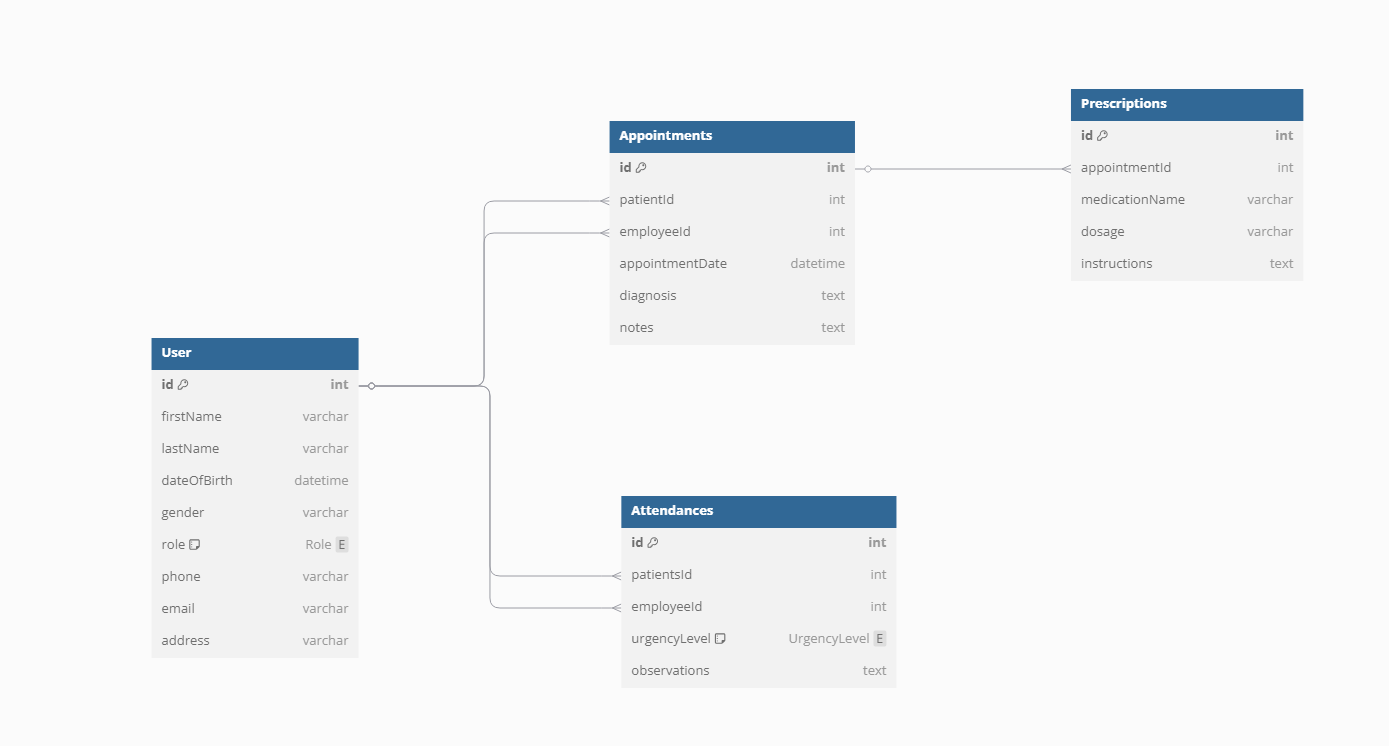 Prescriptions
id int
appointmentId int
medicationName varchar
dosage varchar
instructions text
Appointments
id int
patientId int
employeeId int
appointmentDate datetime
diagnosis text
notes text
User
id int
firstName varchar
lastName varchar
dateOfBirth datetime
gender varchar
role Role E
phone varchar
email varchar
address varchar
Attendances
id int
patientsId int
employeeId int
urgencyLevel UrgencyLevel E
observations text